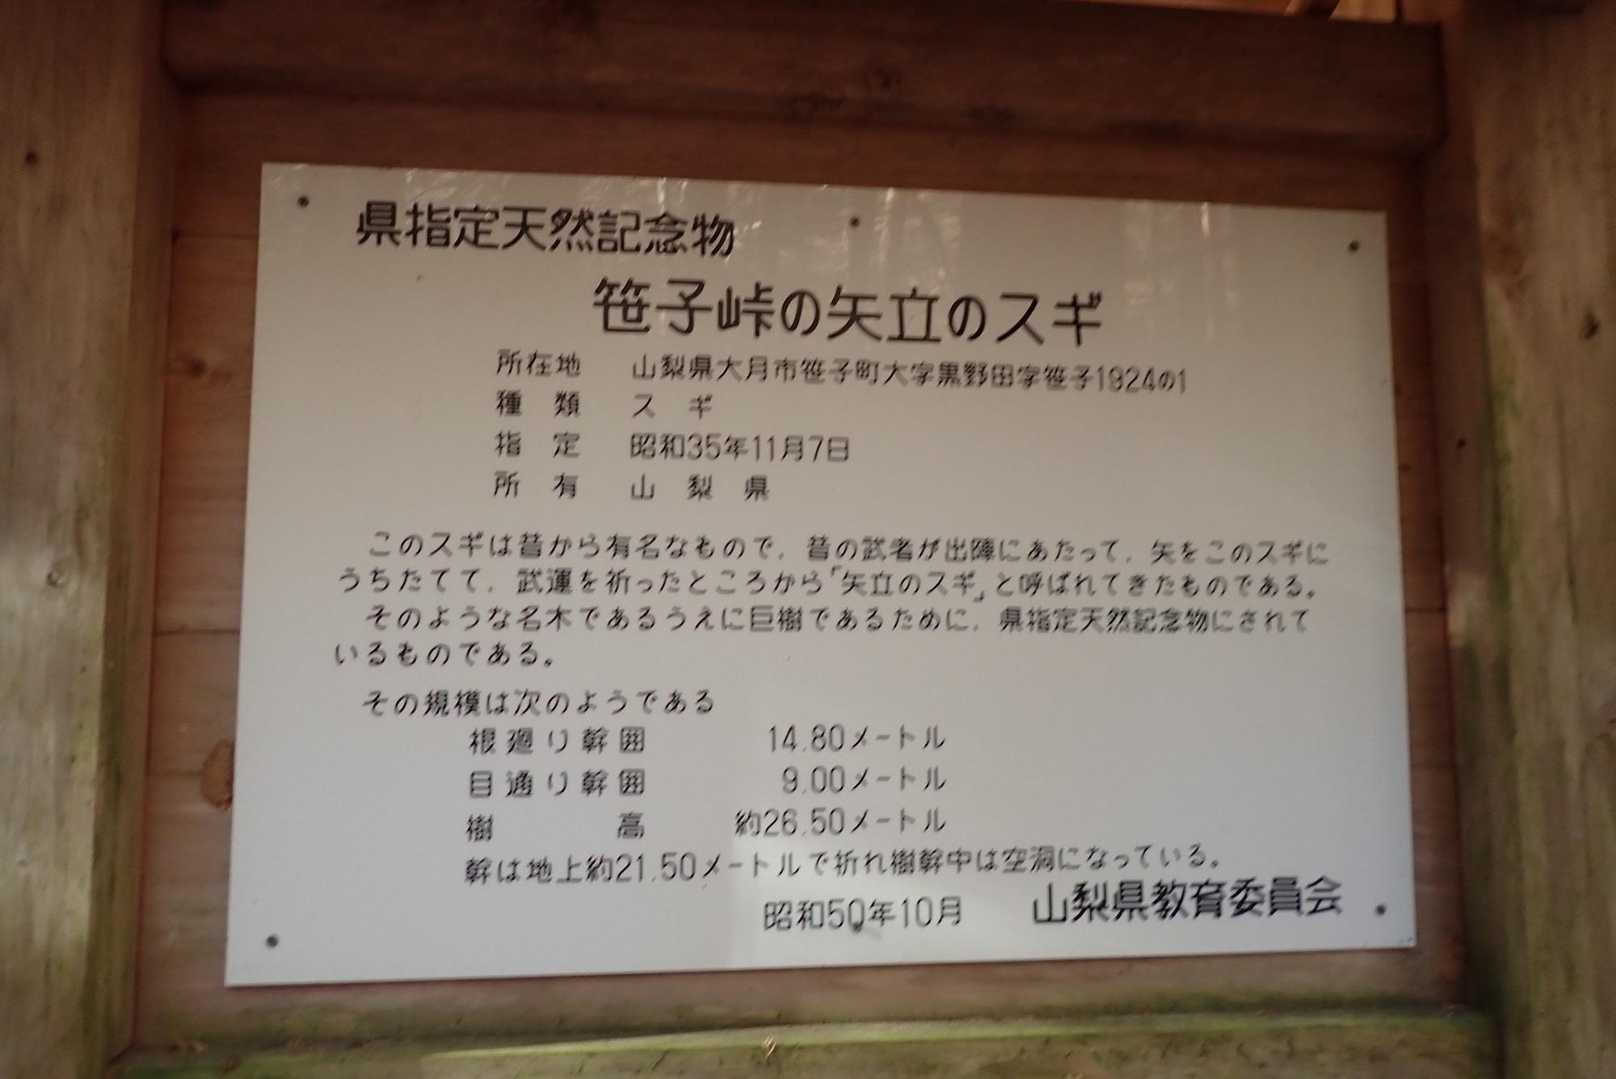 県指定天然記念物
笹子峠の矢立のスギ
所在地 山梨県大月市笹子町大字黒野田字笹子1924の1
種類 スギ
指定 昭和35年11月7日
所有 山梨県
このスギは昔から有名なもので、昔の武者が出陣にあたって、矢をこのスギに
うちたてて、武運を祈ったところから「矢立のスギ」と呼ばれてきたものである。
そのような名木であるうえに巨樹であるために、県指定天然記念物にされて
いるものである。
その規模は次のようである
根廻り幹囲 14.80メートル
目通り幹囲 9.00メートル
樹高 約26.50メートル
幹は地上約21.50メートルで折れ樹幹中は空洞になっている。
昭和50年10月 山梨県教育委員会